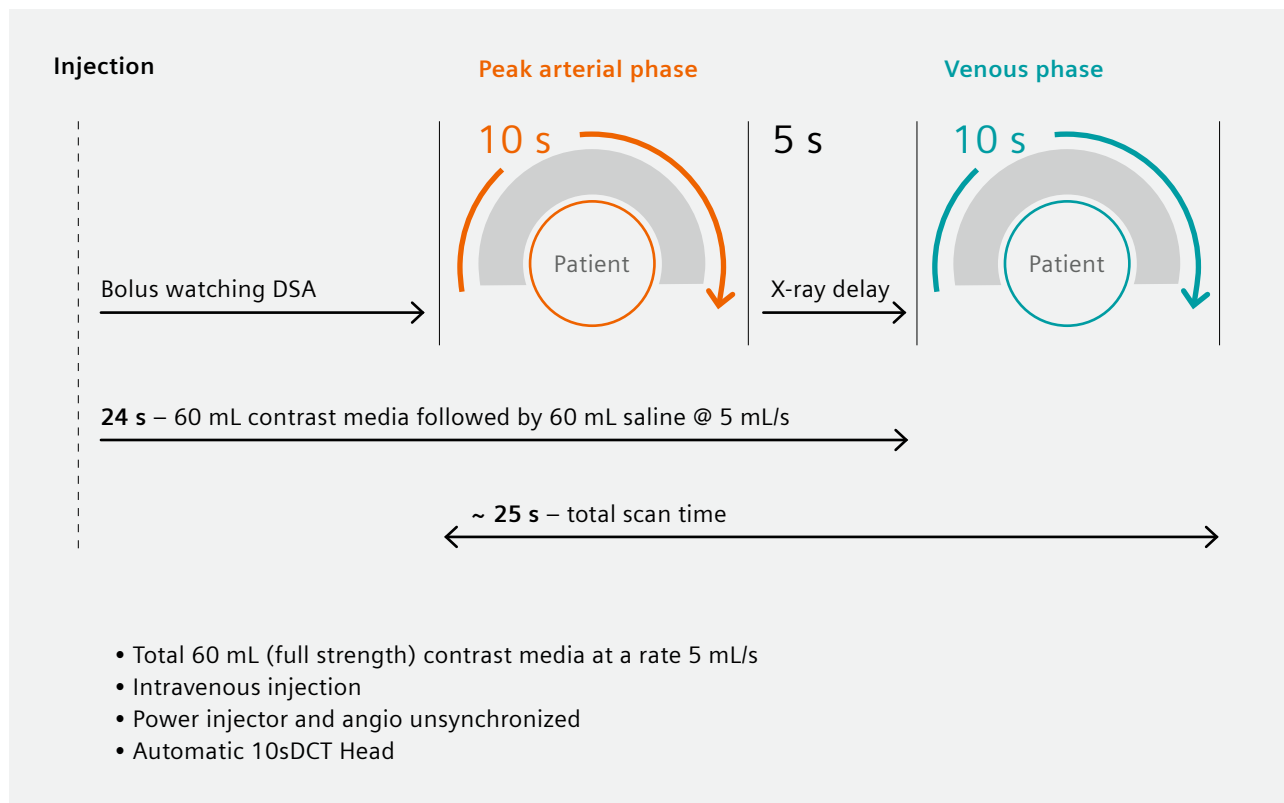 Injection
Peak arterial phase
Venous phase
10 s
5 s
10 s
Patient
Patient
Bolus watching DSA
X-ray delay
24 s – 60 mL contrast media followed by 60 mL saline @ 5 mL/s
~ 25 s – total scan time
• Total 60 mL (full strength) contrast media at a rate 5 mL/s
• Intravenous injection
• Power injector and angio unsynchronized
• Automatic 10sDCT Head